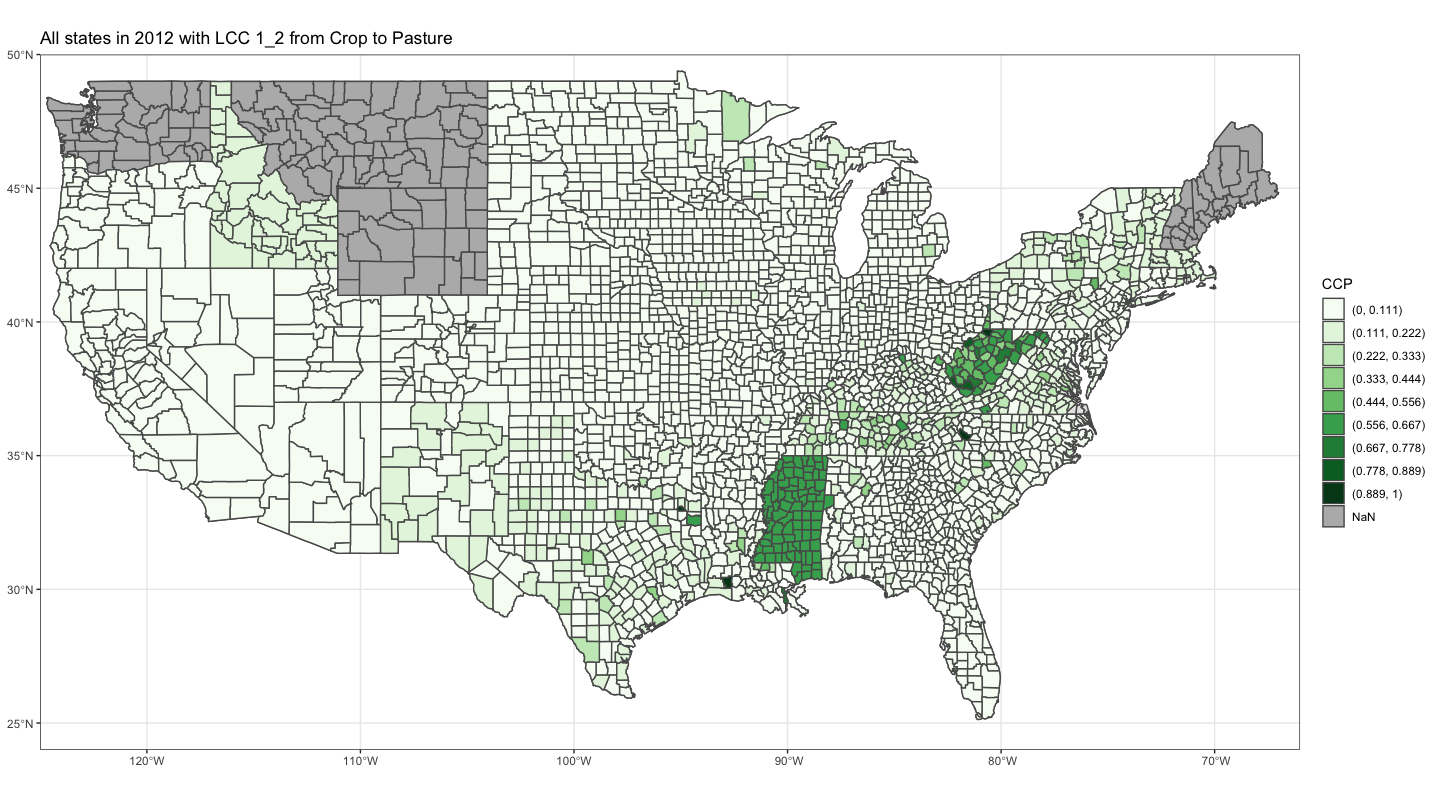 All states in 2012 with LCC 1_2 from Crop to Pasture
50°N
45°N
40°N
35°N
30°N
25°N
120°W
110°W
100°W
90°W
80°W
70°W
CCP
(0, 0.111)
(0.111, 0.222)
(0.222, 0.333)
(0.333, 0.444)
(0.444, 0.556)
(0.556, 0.667)
(0.667, 0.778)
(0.778, 0.889)
(0.889, 1)
NaN